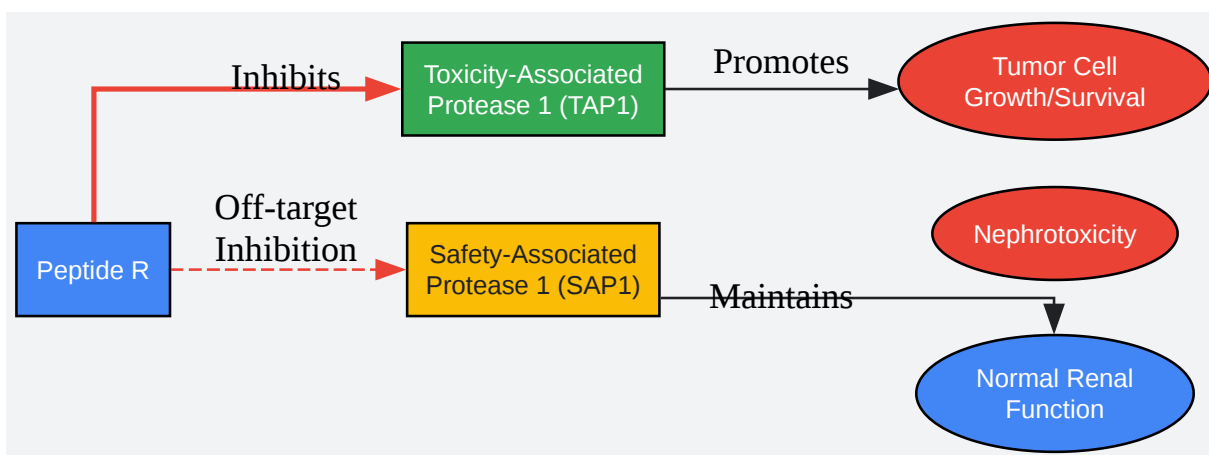 Inhibits
Toxicity-Associated
Protease 1 (TAP1)
Promotes
Tumor Cell
Growth/Survival
Peptide R
Off-target
Inhibition
Safety-Associated
Protease 1 (SAP1)
Nephrotoxicity
Maintains
Normal Renal
Function